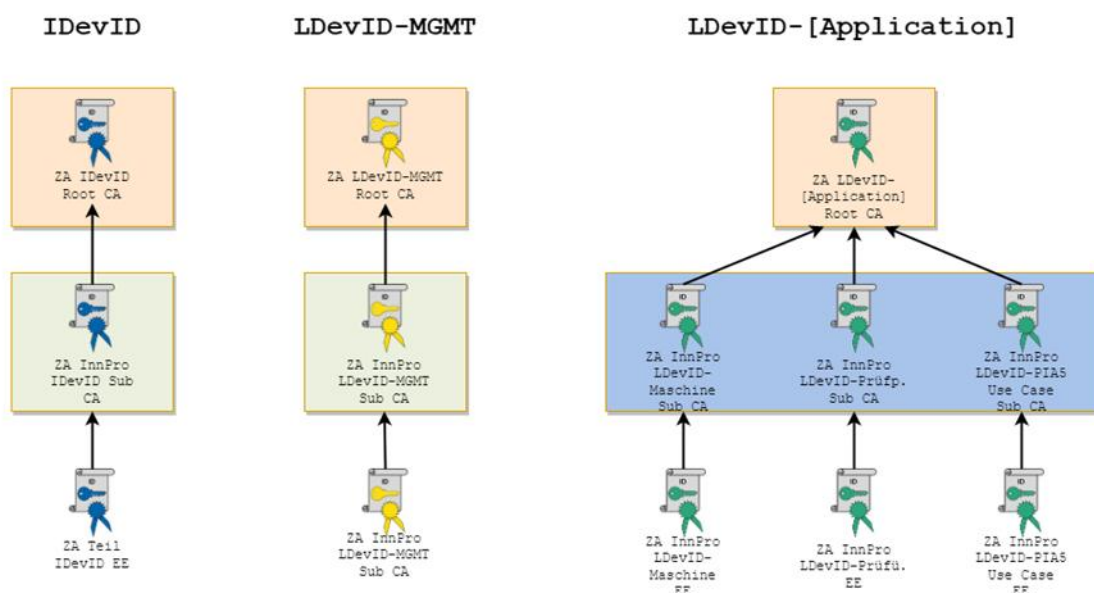 IDevID
LDevID-MGMT
LDevID-[Application]
ZA IDevID
Root CA
ZA LDevID-MGMT
Root CA
ZA LDevID-
[Application]
Root CA
ZA InnPro
IDevID Sub
CA
ZA InnPro
LDevID-MGMT
Sub CA
ZA InnPro
LDevID-
Maschine
Sub CA
ZA InnPro
LDevID-Prüfp.
Sub CA
ZA InnPro
LDevID-PIA5
Use Case
Sub CA
ZA Teil
IDevID EE
ZA InnPro
LDevID-MGMT
Sub CA
ZA InnPro
LDevID-
Maschine
EE
ZA InnPro
LDevID-Prüfü.
EE
ZA InnPro
LDevID-PIA5
Use Case
EE